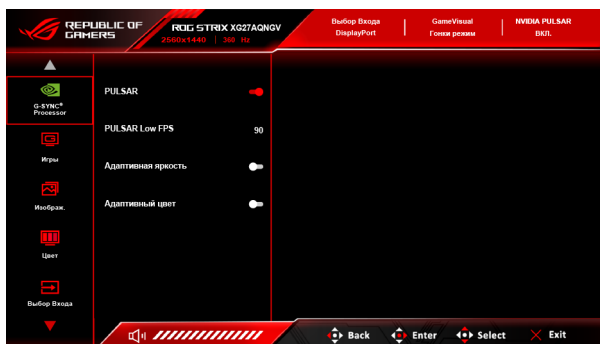 REPUBLIC OF
GAMERS
ROG STRIX XG27AQNGV
2560x1440 | 360 Hz
Выбор Входа
DisplayPort
GameVisual
Гонки режим
NVIDIA PULSAR
ВКЛ.
G-SYNC®
Processor
Игры
Изображ.
Цвет
Выбор Входа
PULSAR
PULSAR Low FPS
90
Адаптивная яркость
Адаптивный цвет
Back
Enter
Select
Exit